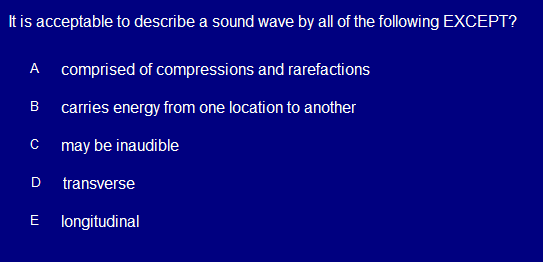 It is acceptable to describe a sound wave by all of the following EXCEPT?
A comprised of compressions and rarefactions
B carries energy from one location to another
C may be inaudible
D transverse
E longitudinal